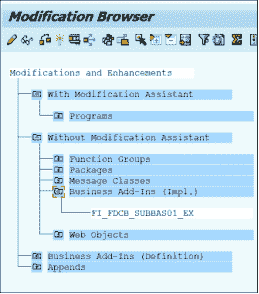 Modification Browser
Modifications and Enhancements
With Modification Assistant
Programs
Without Modification Assistant
Function Groups
Packages
Message Classes
Business Add-Ins (Impl.)
FI_FDCB_SUBBAS01_EX
Web Objects
Business Add-Ins (Definition)
Appends